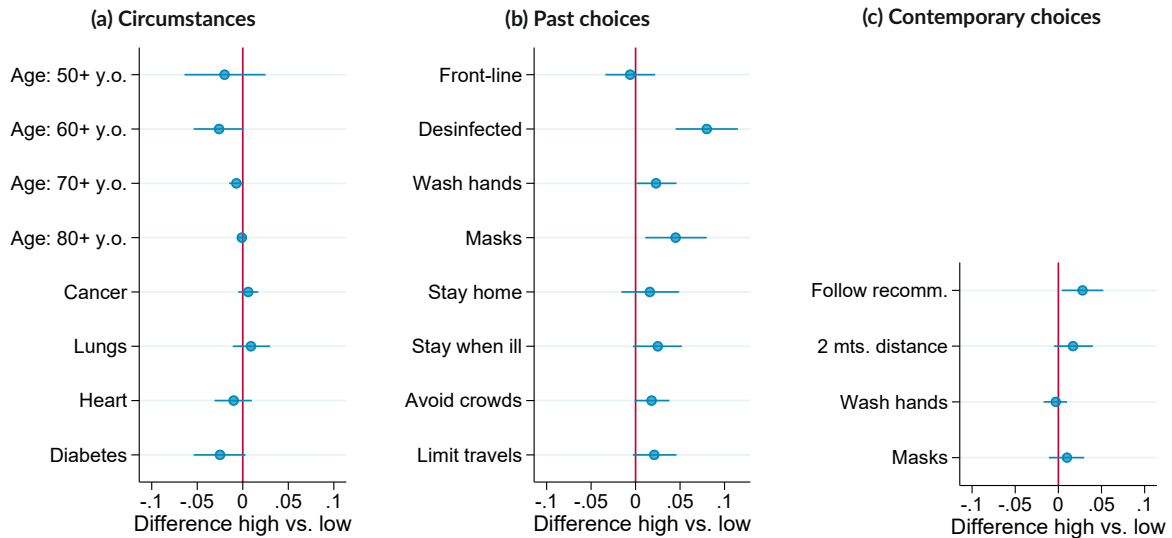 (a) Circumstances
Age: 50+ y.o.
Age: 60+ y.o.
Age: 70+ y.o.
Age: 80+ y.o.
Cancer
Lungs
Heart
Diabetes
-.1 -.05 0 .05 .1
Difference high vs. low
(b) Past choices
Front-line
Desinfected
Wash hands
Masks
Stay home
Stay when ill
Avoid crowds
Limit travels
-.1 -.05 0 .05 .1
Difference high vs. low
(c) Contemporary choices
Follow recomm.
2 mts. distance
Wash hands
Masks
-.1 -.05 0 .05 .1
Difference high vs. low